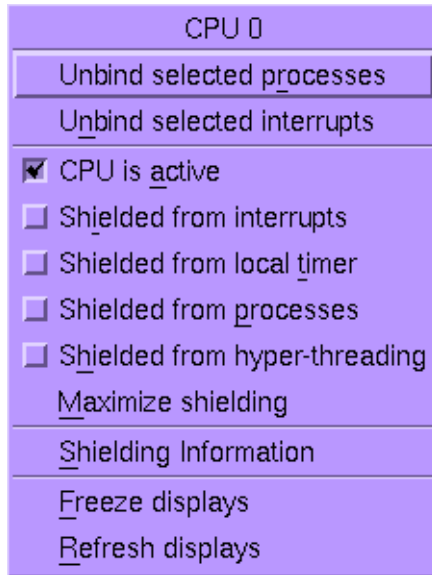 CPU 0
Unbind selected processes
Unbind selected interrupts
CPU is active
Shielded from interrupts
Shielded from local timer
Shielded from processes
Shielded from hyper-threading
Maximize shielding
Shielding Information
Freeze displays
Refresh displays